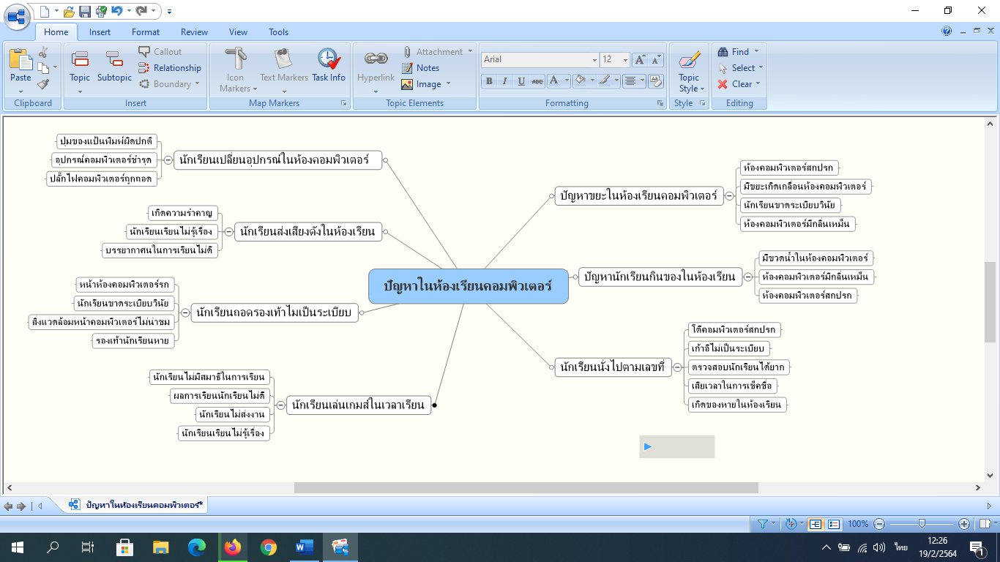 Home Insert Format Review View Tools
Paste
Clipboard
Topic
Subtopic
Callout
Relationship
Boundary
Insert
Icon Markers
Text Markers
Task Info
Map Markers
Hyperlink
Attachment
Notes
Image
Topic Elements
Arial 12
B I U ABC A
Formatting
Topic Style
Style
Find
Select
Clear
Editing
ปุ่มของแป้นพิมพ์ผิดปกติ
อุปกรณ์คอมพิวเตอร์ชำรุด
ปลั๊กไฟคอมพิวเตอร์ถูกถอด
นักเรียนเปลี่ยนอุปกรณ์ในห้องคอมพิวเตอร์
เกิดความรำคาญ
นักเรียนเรียนไม่รู้เรื่อง
บรรยากาศในการเรียนไม่ดี
นักเรียนส่งเสียงดังในห้องเรียน
หน้าห้องคอมพิวเตอร์รก
นักเรียนขาดระเบียบวินัย
สิ่งแวดล้อมหน้าคอมพิวเตอร์ไม่น่าชม
รองเท้านักเรียนหาย
นักเรียนถอดรองเท้าไมเป็นระเบียบ
นักเรียนไม่มีสมาธิในการเรียน
ผลการเรียนนักเรียนไม่ดี
นักเรียนไม่ส่งงาน
นักเรียนเรียนไม่รู้เรื่อง
นักเรียนเล่นเกมส์ในเวลาเรียน
ปัญหาในห้องเรียนคอมพิวเตอร์
ปัญหาขยะในห้องเรียนคอมพิวเตอร์
ห้องคอมพิวเตอร์สกปรก
มีขยะเกิดเกลื่อนห้องคอมพิวเตอร์
นักเรียนขาดระเบียบวินัย
ห้องคอมพิวเตอร์มีกลิ่นเหม็น
ปัญหานักเรียนกินของในห้องเรียน
มีขวดน้ำในห้องคอมพิวเตอร์
ห้องคอมพิวเตอร์มีกลิ่นเหม็น
ห้องคอมพิวเตอร์สกปรก
นักเรียนนั่งไปตามเลขที่
โต๊คอมพิวเตอร์สกปรก
เก้าอี้ไม่เป็นระเบียบ
ตรวจสอบนักเรียนได้ยาก
เสียเวลาในการเช็คชื่อ
เกิดของหายในห้องเรียน
ปัญหาในห้องเรียนคอมพิวเตอร์*
100%
ไทย
12:26
19/2/2564
1